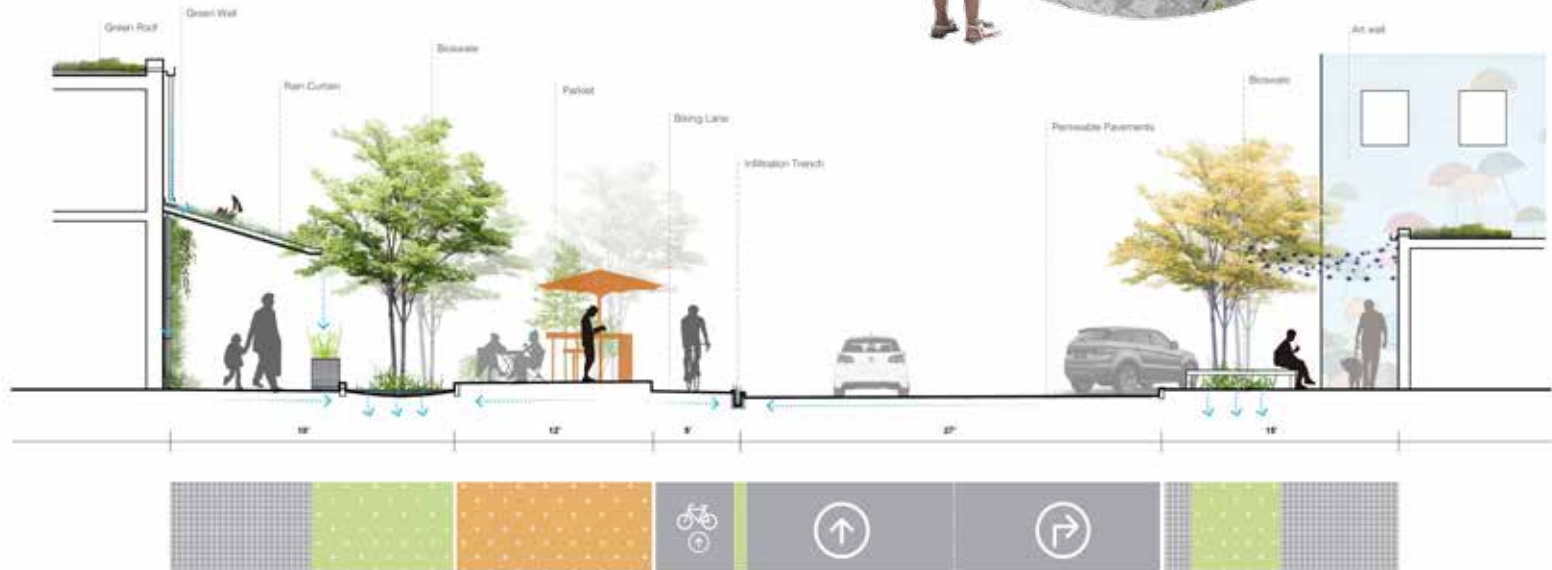 Green Wall
Green Roof
Art wall
Bioswale
Bioswale
Rain Curtain
Parklet
Biking Lane
Permeable Pavements
Infiltration Trench
12'
27'